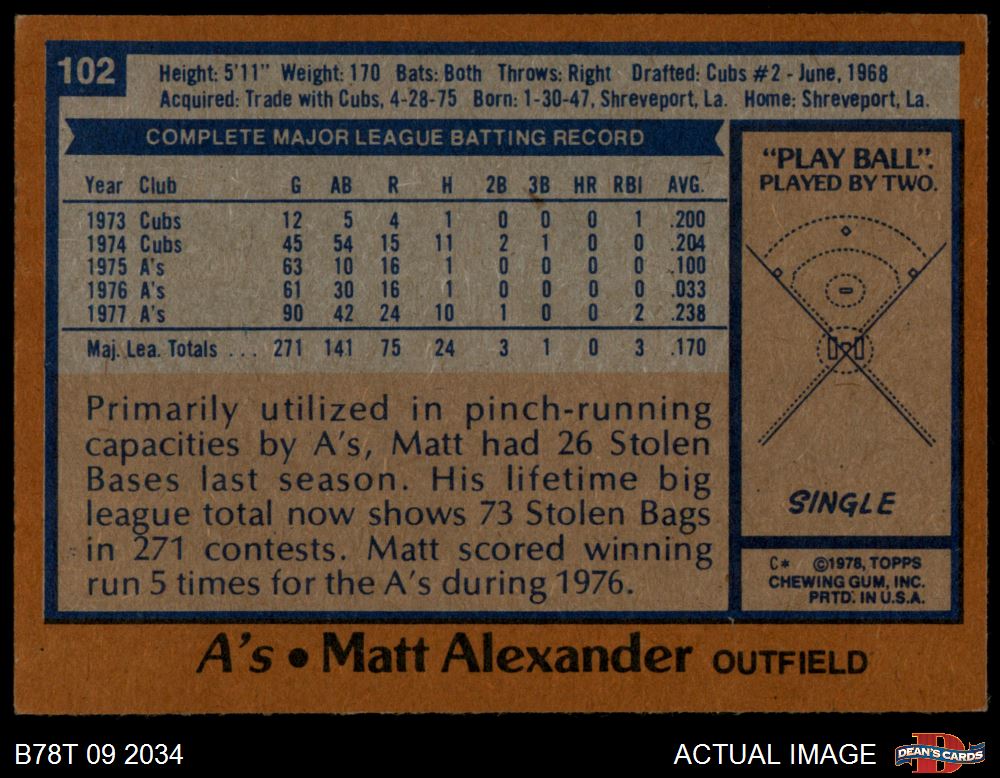 102
Height: 5'11" Weight: 170 Bats: Both Throws: Right Drafted: Cubs #2 - June, 1968
Acquired: Trade with Cubs, 4-28-75 Born: 1-30-47, Shreveport, La. Home: Shreveport, La.
COMPLETE MAJOR LEAGUE BATTING RECORD
Year Club G AB R H 2B 3B HR RBI AVG.
1973 Cubs 12 5 4 1 0 0 0 1 .200
1974 Cubs 45 54 15 11 2 1 0 0 .204
1975 A's 63 10 16 1 0 0 0 0 .100
1976 A's 61 30 16 1 0 0 0 0 .033
1977 A's 90 42 24 10 1 0 0 2 .238
Maj. Lea. Totals ... 271 141 75 24 3 1 0 3 .170
Primarily utilized in pinch-running
capacities by A's, Matt had 26 Stolen
Bases last season. His lifetime big
league total now shows 73 Stolen Bags
in 271 contests. Matt scored winning
run 5 times for the A's during 1976.
"PLAY BALL".
PLAYED BY TWO.
SINGLE
C* ©1978, TOPPS
CHEWING GUM, INC.
PRTD. IN U.S.A.
A's • Matt Alexander OUTFIELD
B78T 09 2034
ACTUAL IMAGE
DEAN'S CARDS